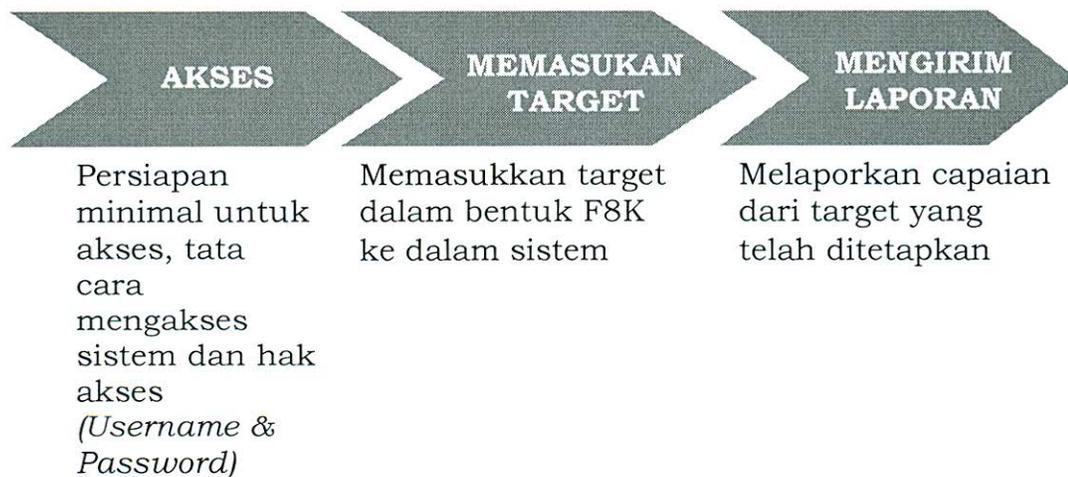 AKSES
Persiapan
minimal untuk
akses, tata
cara
mengakses
sistem dan hak
akses
(Username &
Password)
MEMASUKAN
TARGET
Memasukkan target
dalam bentuk F8K
ke dalam sistem
MENGIRIM
LAPORAN
Melaporkan capaian
dari target yang
telah ditetapkan